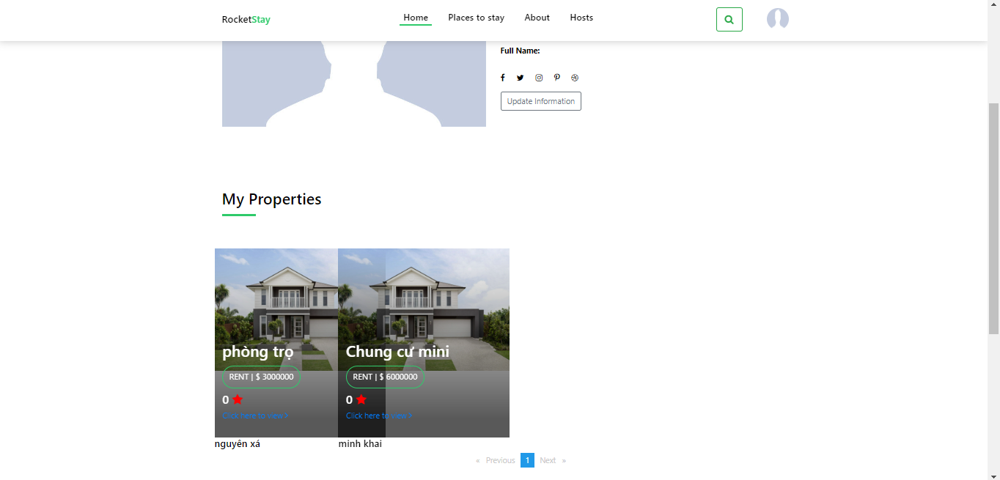 RocketStay
Home Places to stay About Hosts
Full Name:
Update Information
My Properties
phòng trọ
RENT | $ 3000000
0
Click here to view ?
nguyên xá
Chung cư mini
RENT | $ 6000000
0
Click here to view ?
minh khai
« Previous 1 Next »